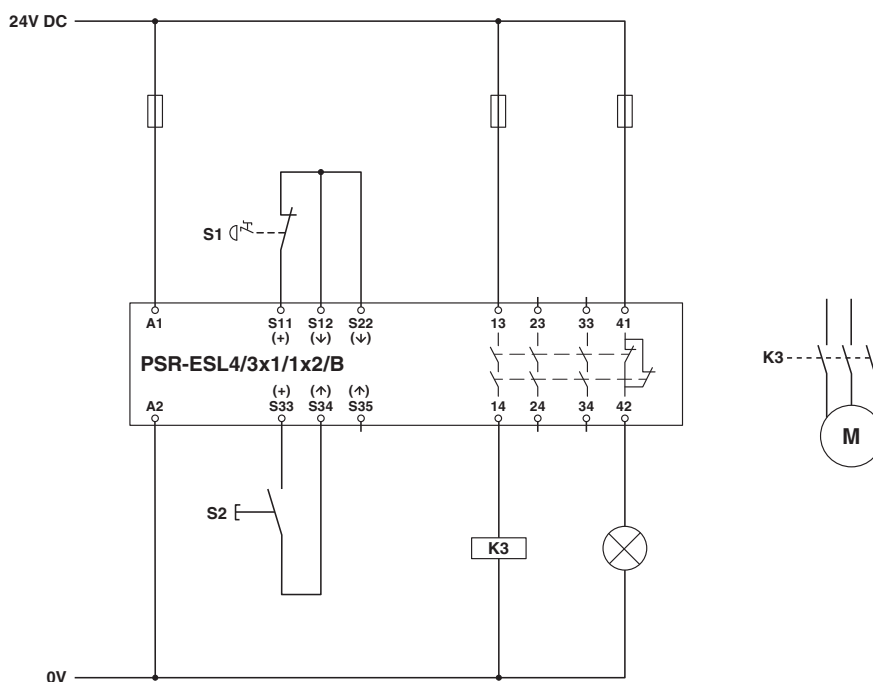 24V DC
S1
A1 S11 S12 S22 13 23 33 41
(+) (↓) (↓)
PSR-ESL4/3x1/1x2/B
K3
(+) (↑) (↑)
A2 S33 S34 S35 14 24 34 42
M
S2
K3
0V